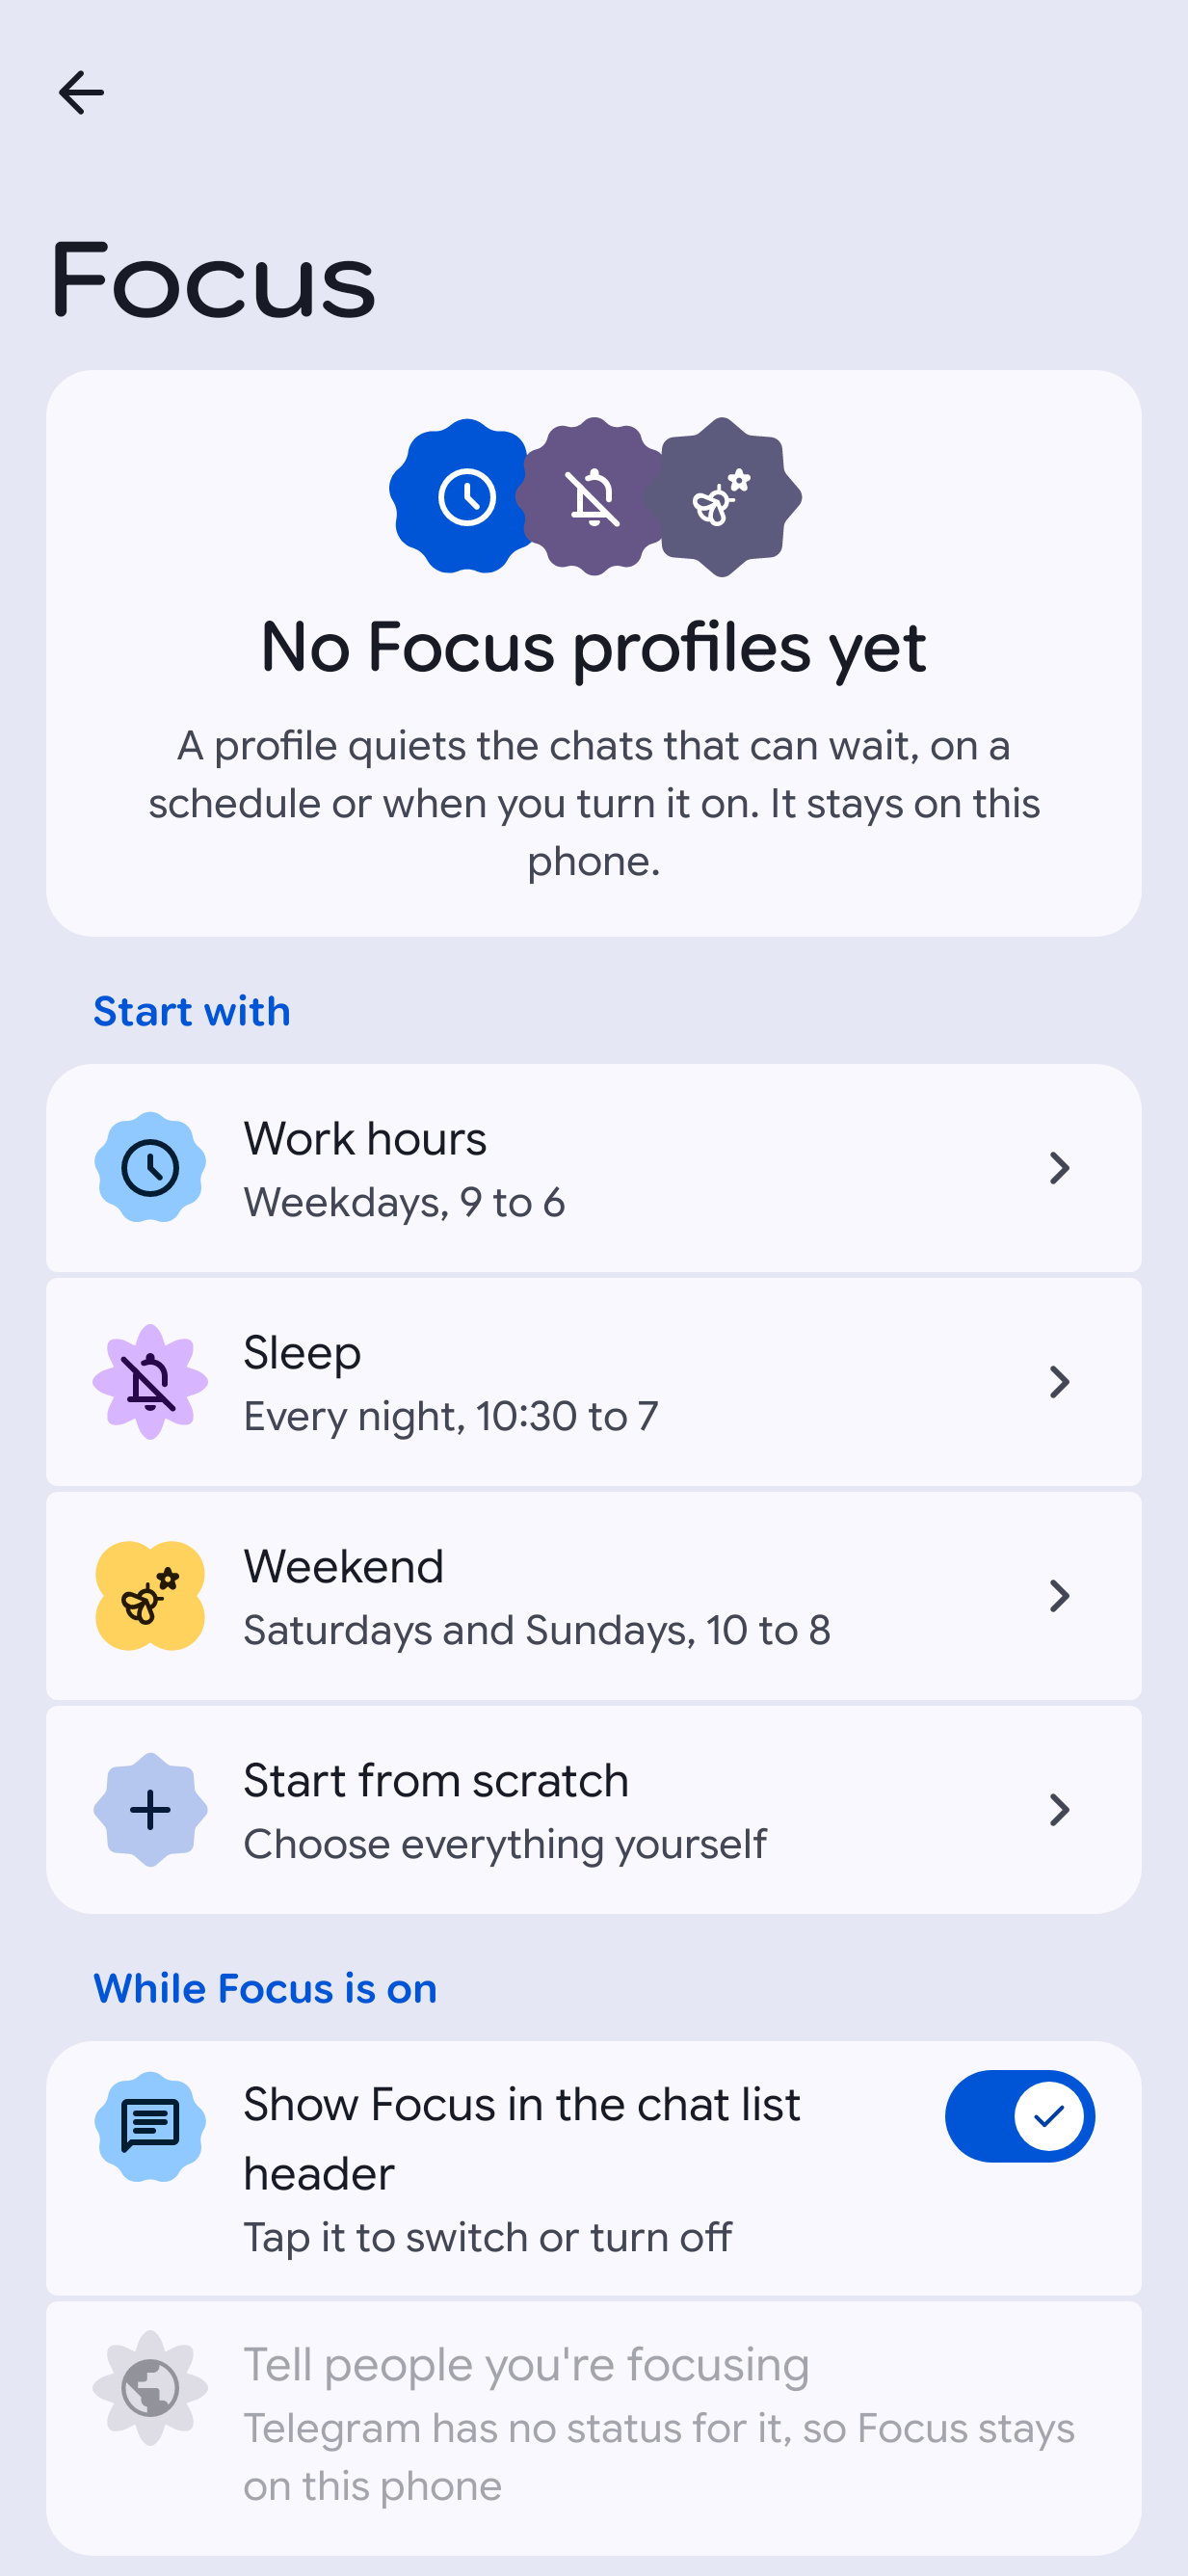 Focus
No Focus profiles yet
A profile quiets the chats that can wait, on a
schedule or when you turn it on. It stays on this
phone.
Start with
Work hours
Weekdays, 9 to 6
Sleep
Every night, 10:30 to 7
Weekend
Saturdays and Sundays, 10 to 8
Start from scratch
Choose everything yourself
While Focus is on
Show Focus in the chat list
header
Tap it to switch or turn off
Tell people you're focusing
Telegram has no status for it, so Focus stays
on this phone